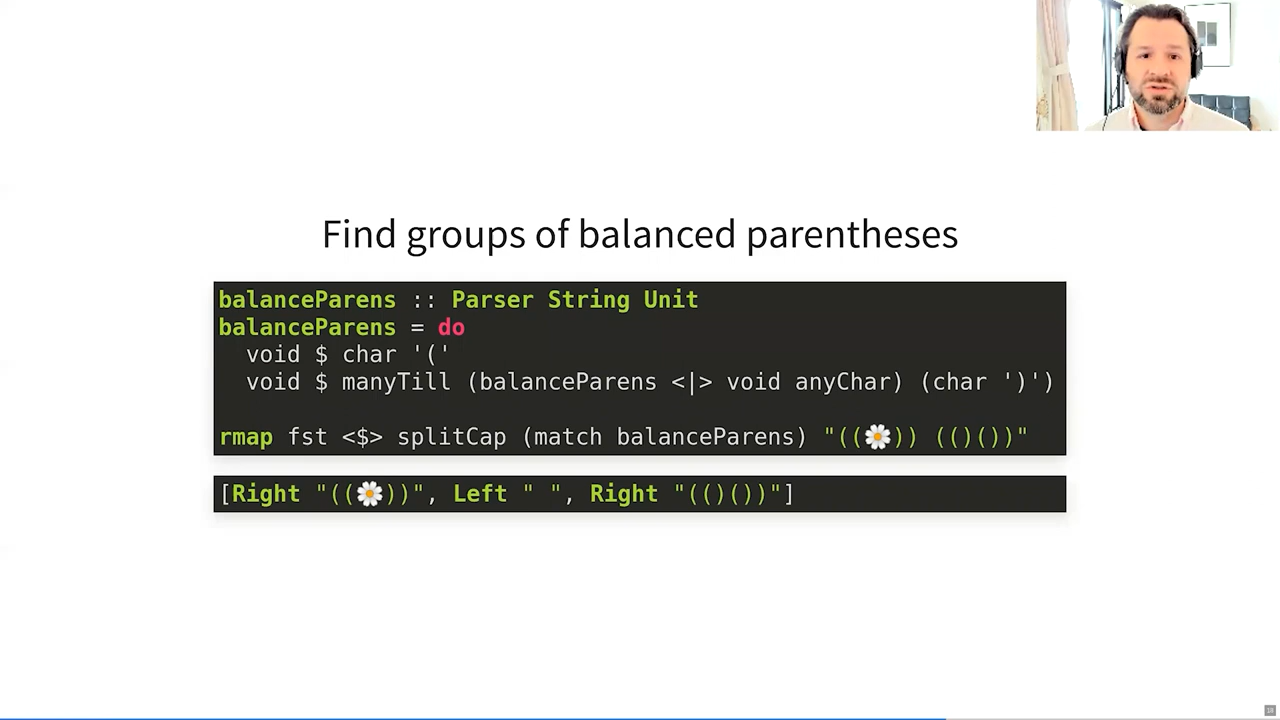 Find groups of balanced parentheses
balanceParens :: Parser String Unit
balanceParens = do
  void $ char '('
  void $ manyTill (balanceParens <|> void anyChar) (char ')')
rmap fst <$> splitCap (match balanceParens) "((🌼)) (()())"
[Right "((🌼))", Left " ", Right "(()())"]
18